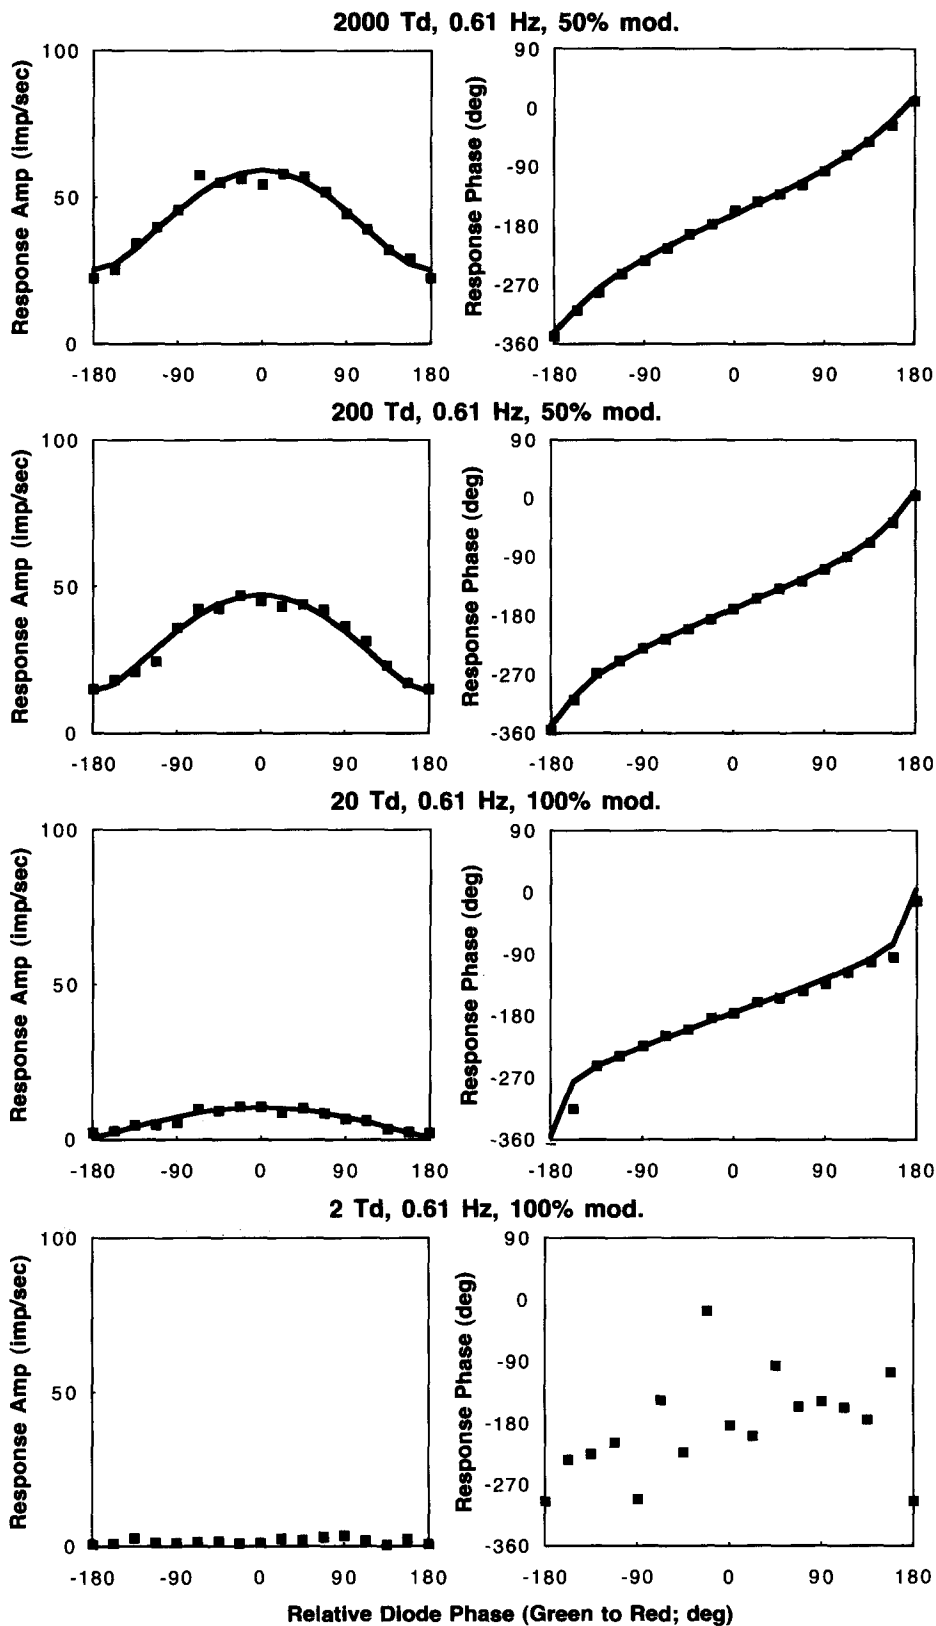 2000 Td, 0.61 Hz, 50% mod.
Response Amp (imp/sec)
100
50
0
-180 -90 0 90 180
Response Phase (deg)
90
0
-90
-180
-270
-360
-180 -90 0 90 180
200 Td, 0.61 Hz, 50% mod.
Response Amp (imp/sec)
100
50
0
-180 -90 0 90 180
Response Phase (deg)
90
0
-90
-180
-270
-360
-180 -90 0 90 180
20 Td, 0.61 Hz, 100% mod.
Response Amp (imp/sec)
100
50
0
-180 -90 0 90 180
Response Phase (deg)
90
0
-90
-180
-270
-360
-180 -90 0 90 180
2 Td, 0.61 Hz, 100% mod.
Response Amp (imp/sec)
100
50
0
-180 -90 0 90 180
Response Phase (deg)
90
0
-90
-180
-270
-360
-180 -90 0 90 180
Relative Diode Phase (Green to Red; deg)